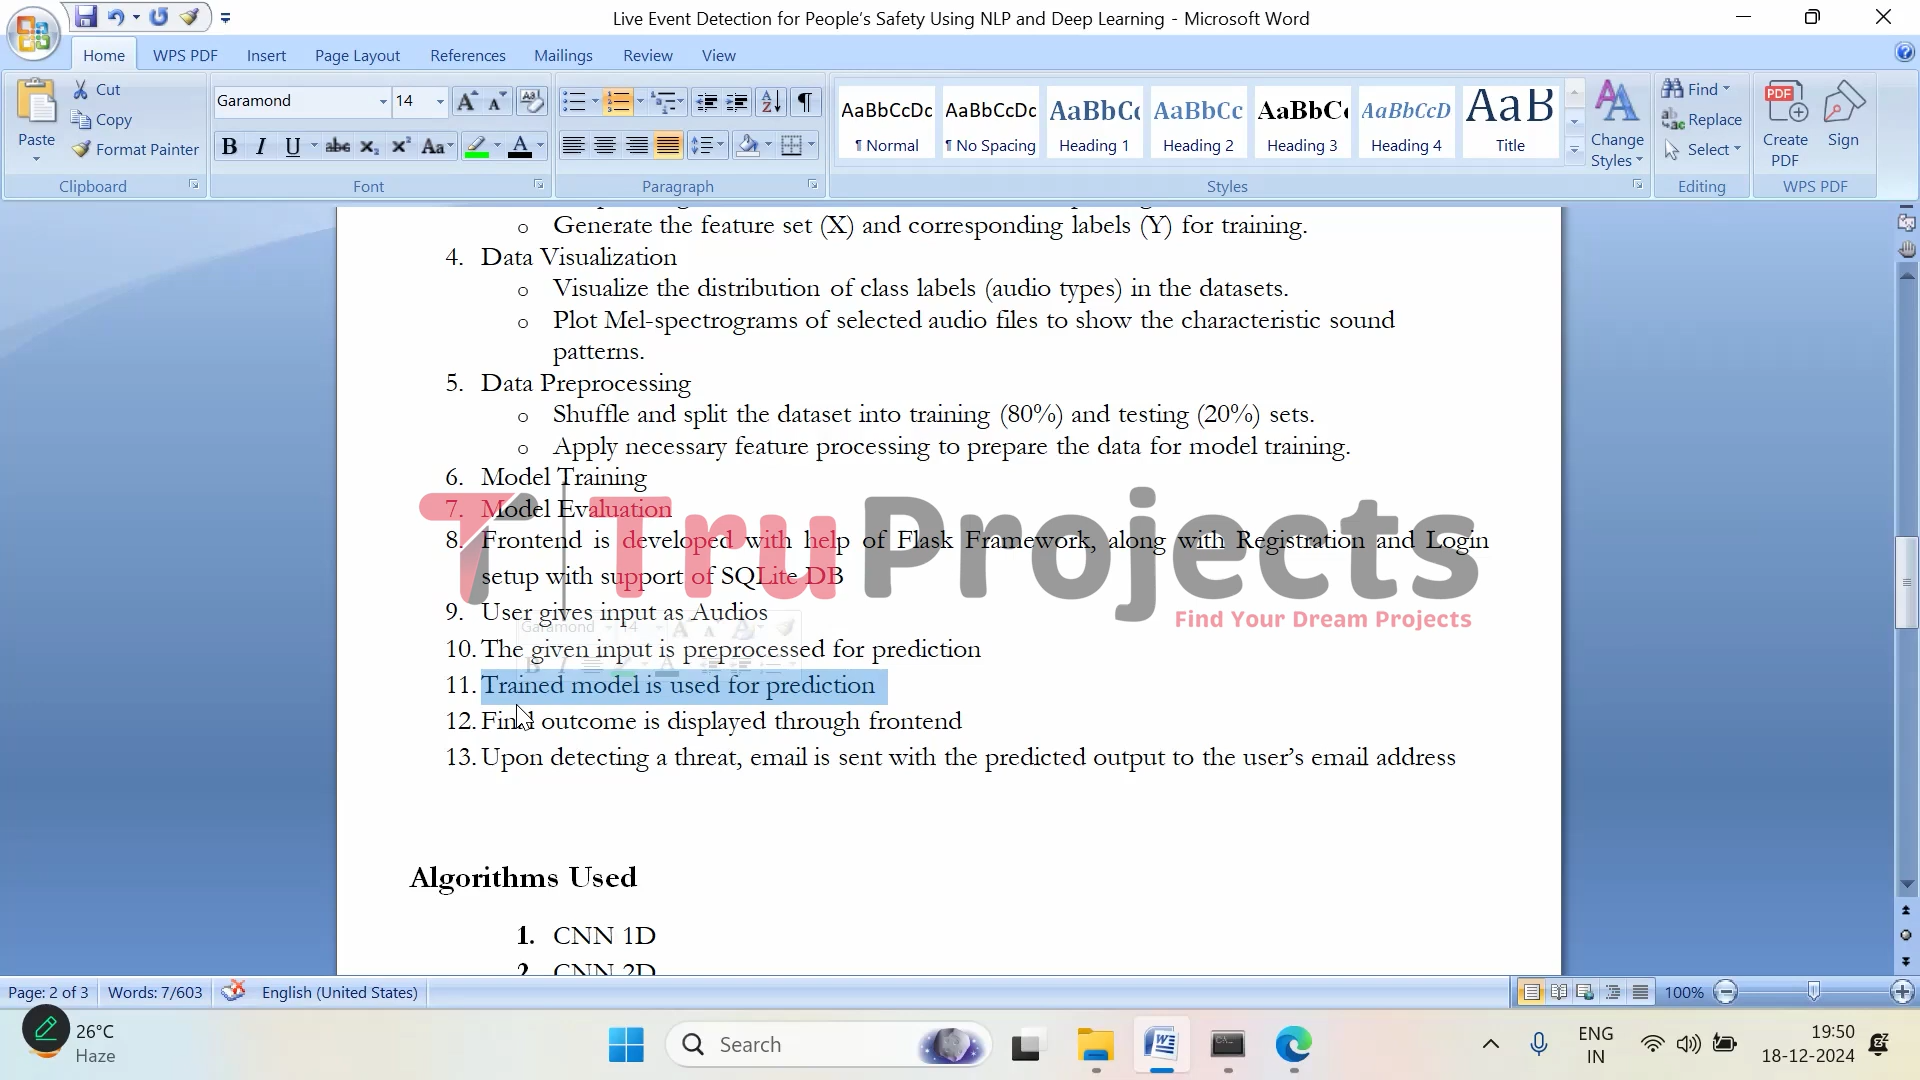 Live Event Detection for People's Safety Using NLP and Deep Learning - Microsoft Word
Home WPS PDF Insert Page Layout References Mailings Review View
Paste
Cut
Copy
Format Painter
Clipboard
Garamond 14
Font
Paragraph
AaBbCcDc AaBbCcDc AaBbCc AaBbCc AaBbCc AaBbCcD AaB
¶ Normal ¶ No Spacing Heading 1 Heading 2 Heading 3 Heading 4 Title
Change Styles
Styles
Find
Replace
Select
Editing
Create PDF
Sign
WPS PDF
o Generate the feature set (X) and corresponding labels (Y) for training.
4. Data Visualization
o Visualize the distribution of class labels (audio types) in the datasets.
o Plot Mel-spectrograms of selected audio files to show the characteristic sound
patterns.
5. Data Preprocessing
o Shuffle and split the dataset into training (80%) and testing (20%) sets.
o Apply necessary feature processing to prepare the data for model training.
6. Model Training
7. Model Evaluation
8. Frontend is developed with help of Flask Framework, along with Registration and Login
setup with support of SQLite DB
9. User gives input as Audios
10. The given input is preprocessed for prediction
11. Trained model is used for prediction
12. Final outcome is displayed through frontend
13. Upon detecting a threat, email is sent with the predicted output to the user's email address
TruProjects
Find Your Dream Projects
Garamond 14
Algorithms Used
1. CNN 1D
2. CNN 2D
Page: 2 of 3 Words: 7/603 English (United States) 100%
26°C
Haze
Search
ENG
IN
19:50
18-12-2024